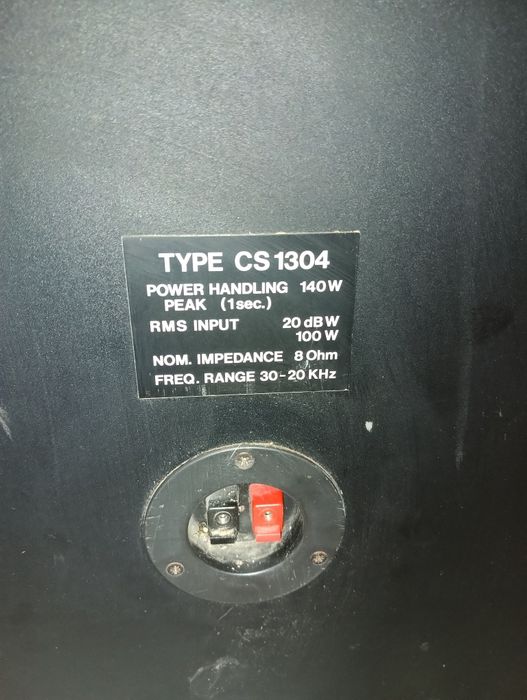 TYPE CS 1304
POWER HANDLING 140 W
PEAK (1sec.)
RMS INPUT 20 dB W
100 W
NOM. IMPEDANCE 8 Ohm
FREQ. RANGE 30-20 KHz